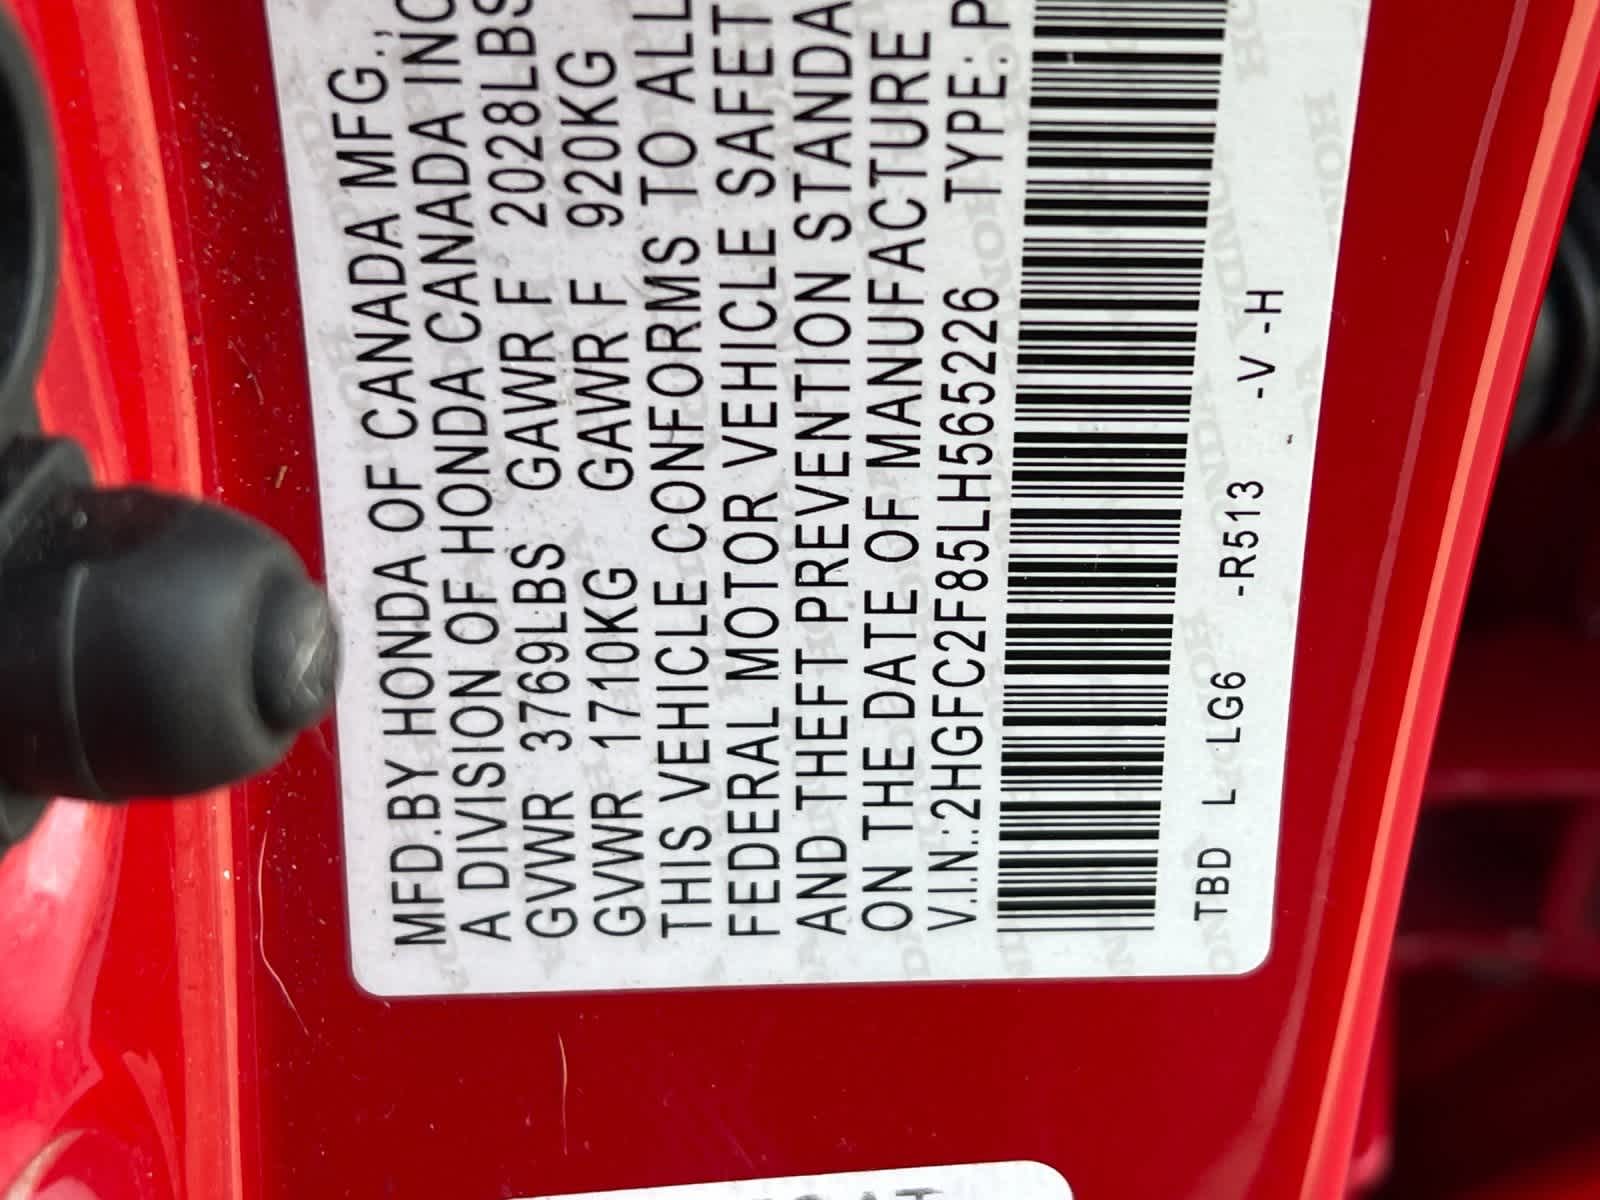 MFD.BY HONDA OF CANADA MFG.,
A DIVISION OF HONDA CANADA INC
GVWR 3769LBS GAWR F 2028LBS
GVWR 1710KG GAWR F 920KG
THIS VEHICLE CONFORMS TO ALL
FEDERAL MOTOR VEHICLE SAFET
AND THEFT PREVENTION STANDA
ON THE DATE OF MANUFACTURE
V.I.N.:2HGFC2F85LH565226 TYPE: P
TBD L LG6 -R513 -V -H